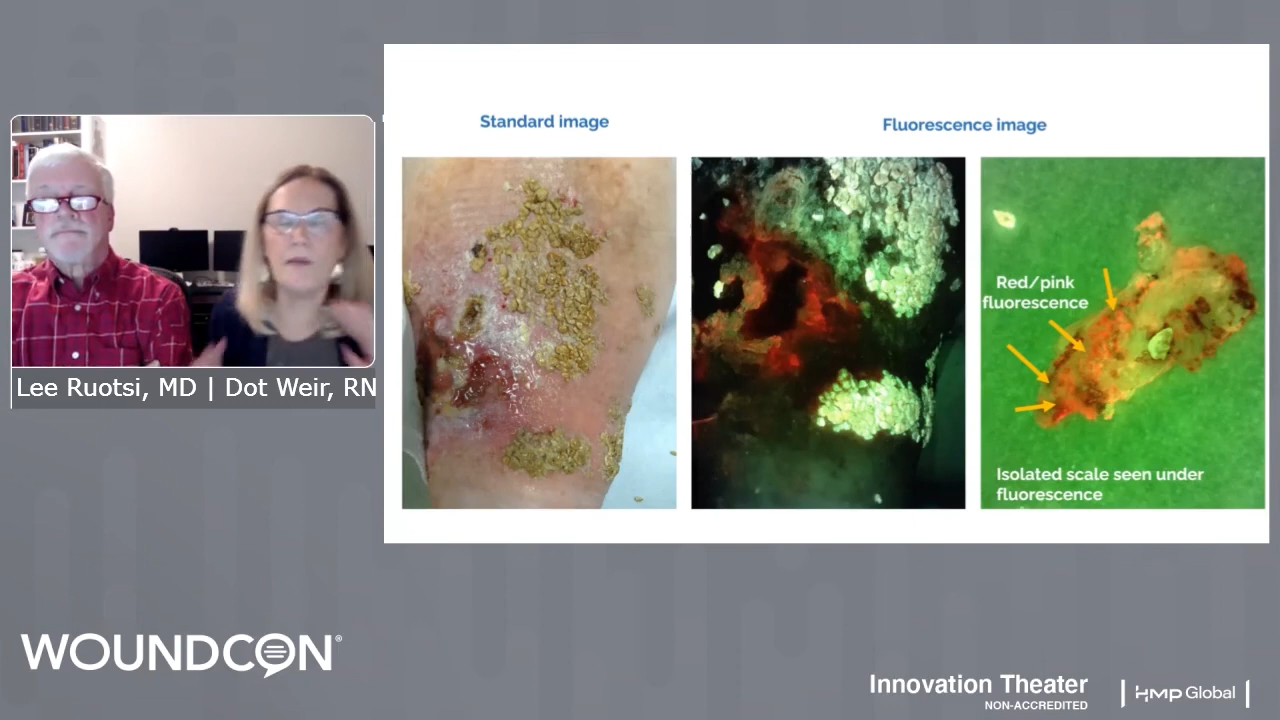 Standard image
Fluorescence image
Red/pink
fluorescence
Isolated scale seen under
fluorescence
Lee Ruotsi, MD | Dot Weir, RN
WOUNDCON®
Innovation Theater
NON-ACCREDITED
HMP Global